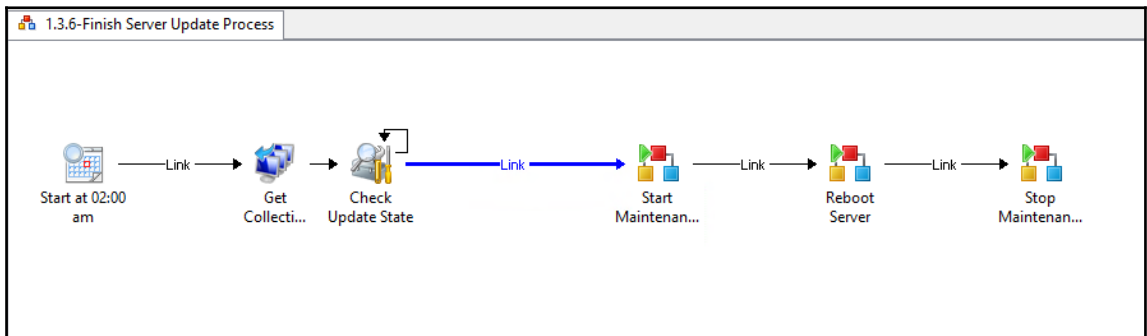 1.3.6-Finish Server Update Process
Link
Link
Link
Link
Start at 02:00
am
Get
Collecti...
Check
Update State
Start
Maintenan...
Reboot
Server
Stop
Maintenan...